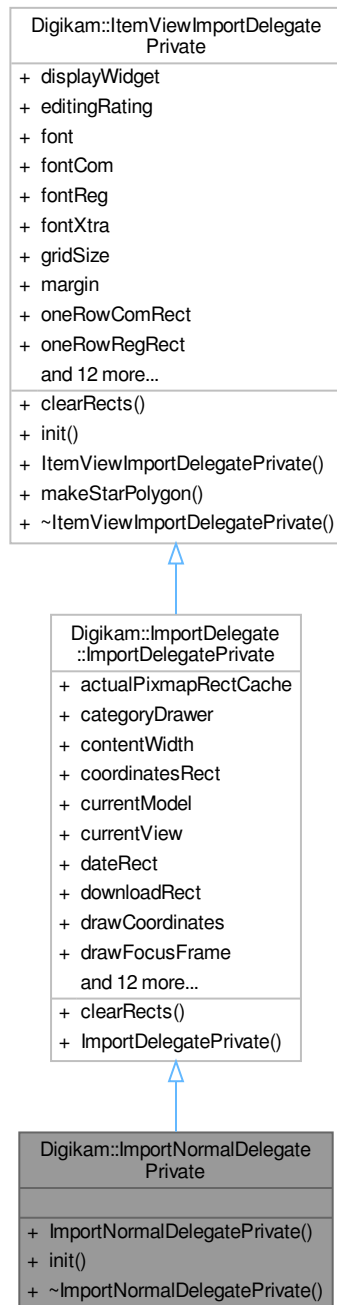 Digikam::ItemViewImportDelegate
Private
+ displayWidget
+ editingRating
+ font
+ fontCom
+ fontReg
+ fontXtra
+ gridSize
+ margin
+ oneRowComRect
+ oneRowRegRect
and 12 more...
+ clearRects()
+ init()
+ ItemViewImportDelegatePrivate()
+ makeStarPolygon()
+ ~ItemViewImportDelegatePrivate()
Digikam::ImportDelegate
::ImportDelegatePrivate
+ actualPixmapRectCache
+ categoryDrawer
+ contentWidth
+ coordinatesRect
+ currentModel
+ currentView
+ dateRect
+ downloadRect
+ drawCoordinates
+ drawFocusFrame
and 12 more...
+ clearRects()
+ ImportDelegatePrivate()
Digikam::ImportNormalDelegate
Private
+ ImportNormalDelegatePrivate()
+ init()
+ ~ImportNormalDelegatePrivate()